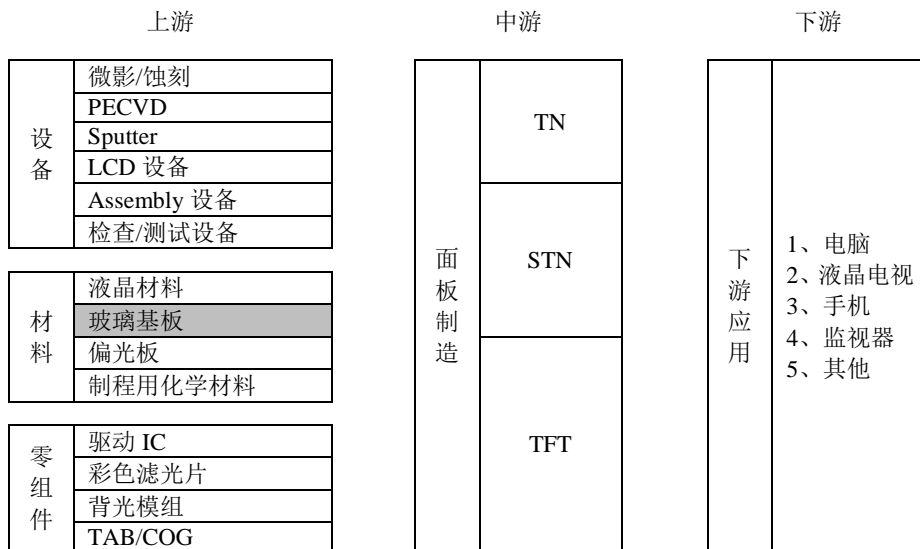 上游
中游
下游
设备
微影/蚀刻
PECVD
Sputter
LCD 设备
Assembly 设备
检查/测试设备
材料
液晶材料
玻璃基板
偏光板
制程用化学材料
零组件
驱动 IC
彩色滤光片
背光模组
TAB/COG
面板制造
TN
STN
TFT
下游应用
1、电脑
2、液晶电视
3、手机
4、监视器
5、其他